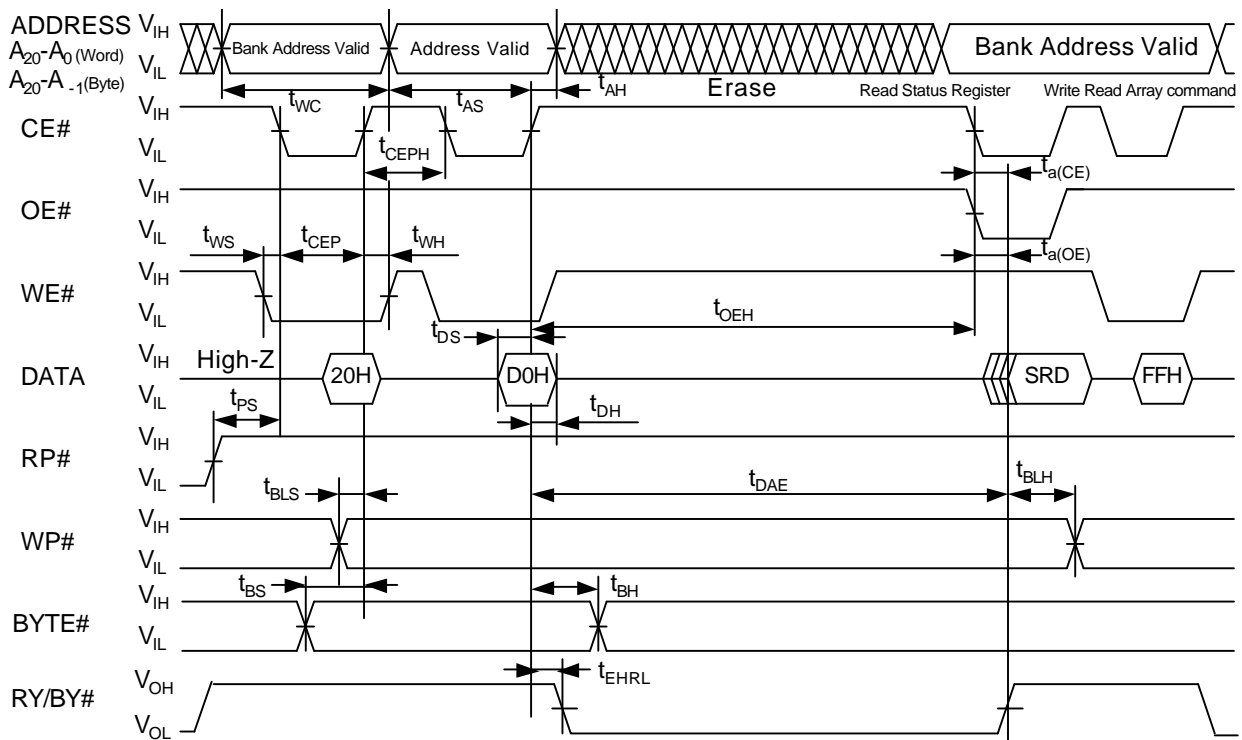 ADDRESS VIH
A20-A0 (Word) Bank Address Valid Address Valid Bank Address Valid
VIL
A20-A-1(Byte)
tWC tAS tAH Erase Read Status Register Write Read Array command
VIH
CE#
VIL tCEPH ta(CE)
VIH
OE#
VIL tWS tCEP tWH ta(OE)
VIH
WE# tOEH
VIL tDS
VIH High-Z
DATA 20H D0H SRD FFH
VIL tPS tDH
VIH
RP#
VIL tBLS tDAE tBLH
VIH
WP#
VIL
tBS tBH
VIH
BYTE#
VIL
tEHRL
VOH
RY/BY#
VOL